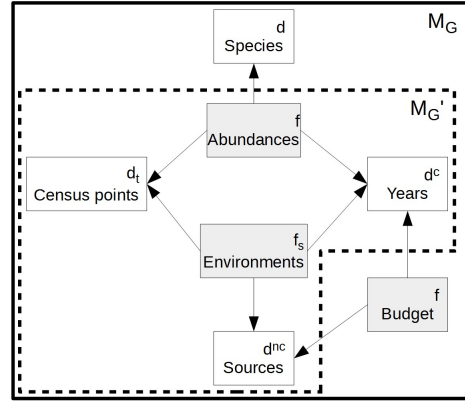 M_G
d
Species
M_G'
f
Abundances
d_t
Census points
d^c
Years
f_s
Environments
f
Budget
d^nc
Sources